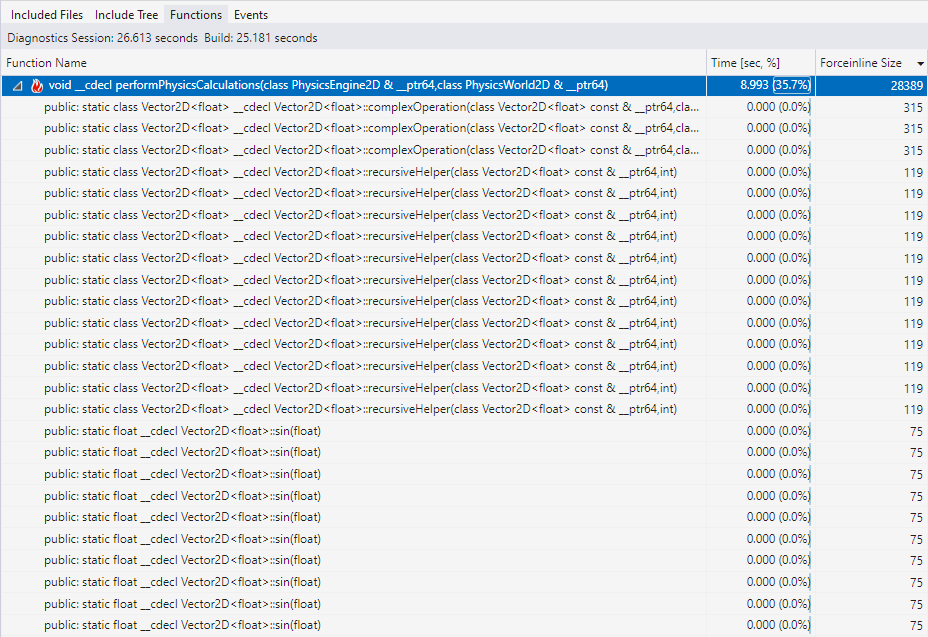 Included Files Include Tree Functions Events
Diagnostics Session: 26.613 seconds Build: 25.181 seconds
Function Name Time [sec, %] Forceinline Size
void __cdecl performPhysicsCalculations(class PhysicsEngine2D & __ptr64,class PhysicsWorld2D & __ptr64) 8.993 (35.7%) 28389
public: static class Vector2D<float> __cdecl Vector2D<float>::complexOperation(class Vector2D<float> const & __ptr64,cla... 0.000 (0.0%) 315
public: static class Vector2D<float> __cdecl Vector2D<float>::complexOperation(class Vector2D<float> const & __ptr64,cla... 0.000 (0.0%) 315
public: static class Vector2D<float> __cdecl Vector2D<float>::complexOperation(class Vector2D<float> const & __ptr64,cla... 0.000 (0.0%) 315
public: static class Vector2D<float> __cdecl Vector2D<float>::recursiveHelper(class Vector2D<float> const & __ptr64,int) 0.000 (0.0%) 119
public: static class Vector2D<float> __cdecl Vector2D<float>::recursiveHelper(class Vector2D<float> const & __ptr64,int) 0.000 (0.0%) 119
public: static class Vector2D<float> __cdecl Vector2D<float>::recursiveHelper(class Vector2D<float> const & __ptr64,int) 0.000 (0.0%) 119
public: static class Vector2D<float> __cdecl Vector2D<float>::recursiveHelper(class Vector2D<float> const & __ptr64,int) 0.000 (0.0%) 119
public: static class Vector2D<float> __cdecl Vector2D<float>::recursiveHelper(class Vector2D<float> const & __ptr64,int) 0.000 (0.0%) 119
public: static class Vector2D<float> __cdecl Vector2D<float>::recursiveHelper(class Vector2D<float> const & __ptr64,int) 0.000 (0.0%) 119
public: static class Vector2D<float> __cdecl Vector2D<float>::recursiveHelper(class Vector2D<float> const & __ptr64,int) 0.000 (0.0%) 119
public: static class Vector2D<float> __cdecl Vector2D<float>::recursiveHelper(class Vector2D<float> const & __ptr64,int) 0.000 (0.0%) 119
public: static class Vector2D<float> __cdecl Vector2D<float>::recursiveHelper(class Vector2D<float> const & __ptr64,int) 0.000 (0.0%) 119
public: static class Vector2D<float> __cdecl Vector2D<float>::recursiveHelper(class Vector2D<float> const & __ptr64,int) 0.000 (0.0%) 119
public: static class Vector2D<float> __cdecl Vector2D<float>::recursiveHelper(class Vector2D<float> const & __ptr64,int) 0.000 (0.0%) 119
public: static class Vector2D<float> __cdecl Vector2D<float>::recursiveHelper(class Vector2D<float> const & __ptr64,int) 0.000 (0.0%) 119
public: static float __cdecl Vector2D<float>::sin(float) 0.000 (0.0%) 75
public: static float __cdecl Vector2D<float>::sin(float) 0.000 (0.0%) 75
public: static float __cdecl Vector2D<float>::sin(float) 0.000 (0.0%) 75
public: static float __cdecl Vector2D<float>::sin(float) 0.000 (0.0%) 75
public: static float __cdecl Vector2D<float>::sin(float) 0.000 (0.0%) 75
public: static float __cdecl Vector2D<float>::sin(float) 0.000 (0.0%) 75
public: static float __cdecl Vector2D<float>::sin(float) 0.000 (0.0%) 75
public: static float __cdecl Vector2D<float>::sin(float) 0.000 (0.0%) 75
public: static float __cdecl Vector2D<float>::sin(float) 0.000 (0.0%) 75
public: static float __cdecl Vector2D<float>::sin(float) 0.000 (0.0%) 75